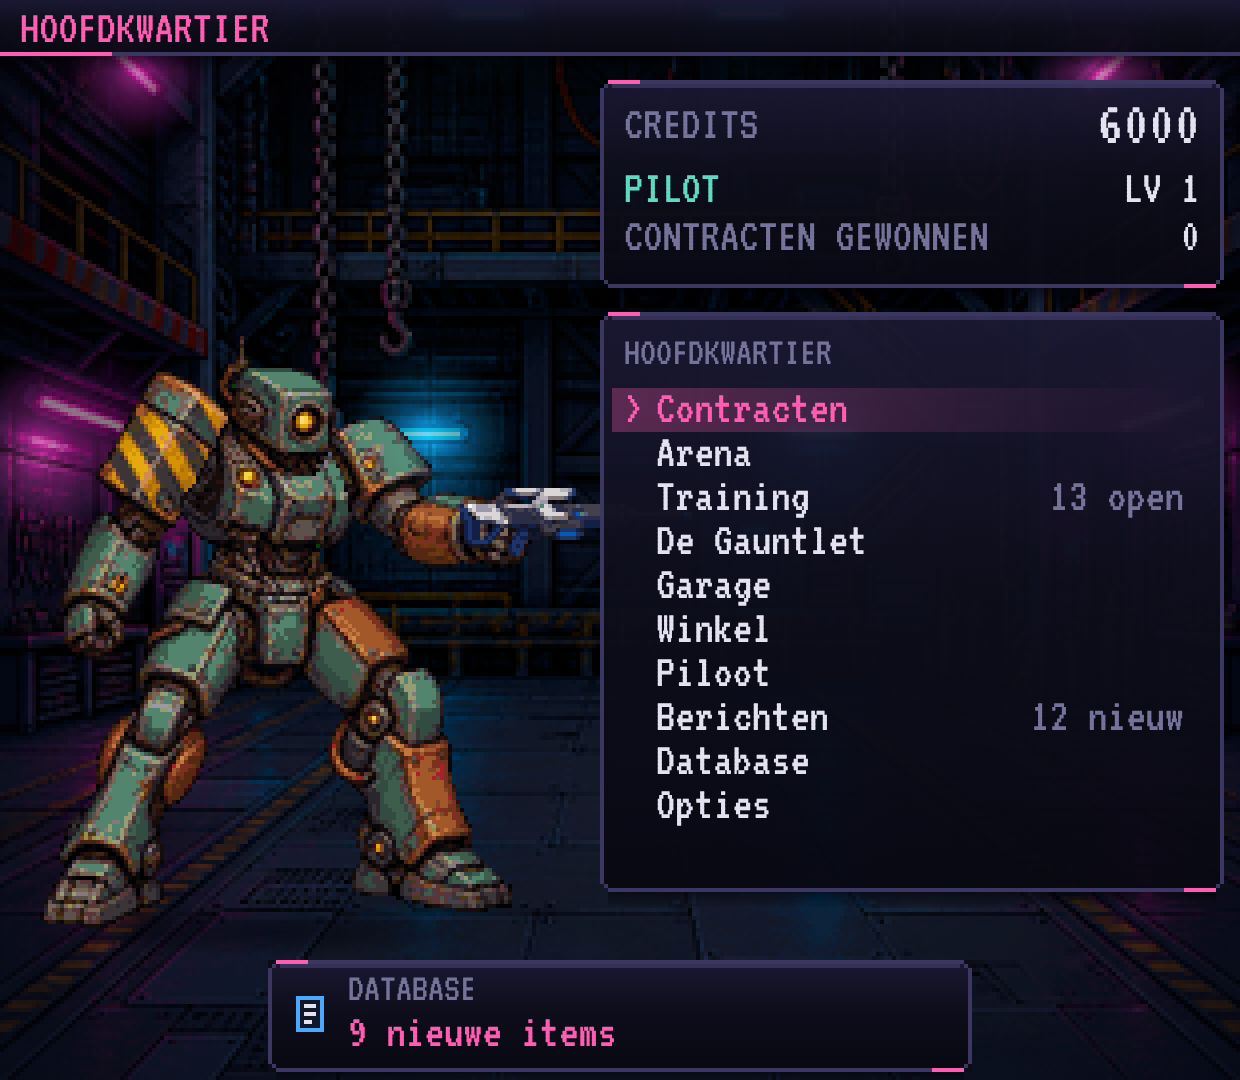 HOOFDKWARTIER
CREDITS 6000
PILOT LV 1
CONTRACTEN GEWONNEN 0
HOOFDKWARTIER
> Contracten
Arena
Training 13 open
De Gauntlet
Garage
Winkel
Piloot
Berichten 12 nieuw
Database
Opties
DATABASE
9 nieuwe items